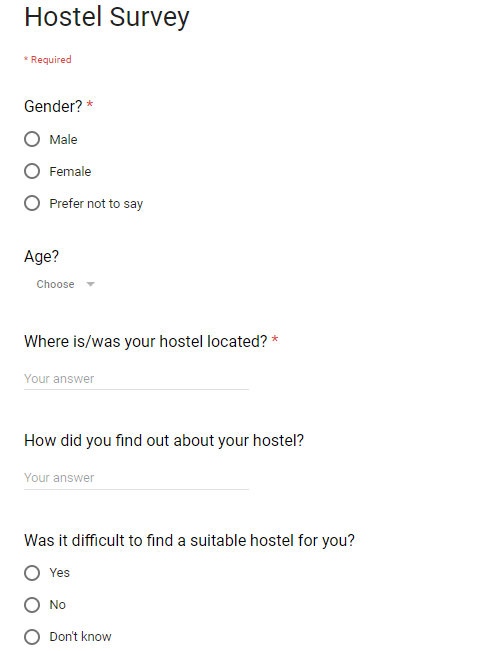 Hostel Survey
* Required
Gender? *
Male
Female
Prefer not to say
Age?
Choose
Where is/was your hostel located? *
Your answer
How did you find out about your hostel?
Your answer
Was it difficult to find a suitable hostel for you?
Yes
No
Don't know